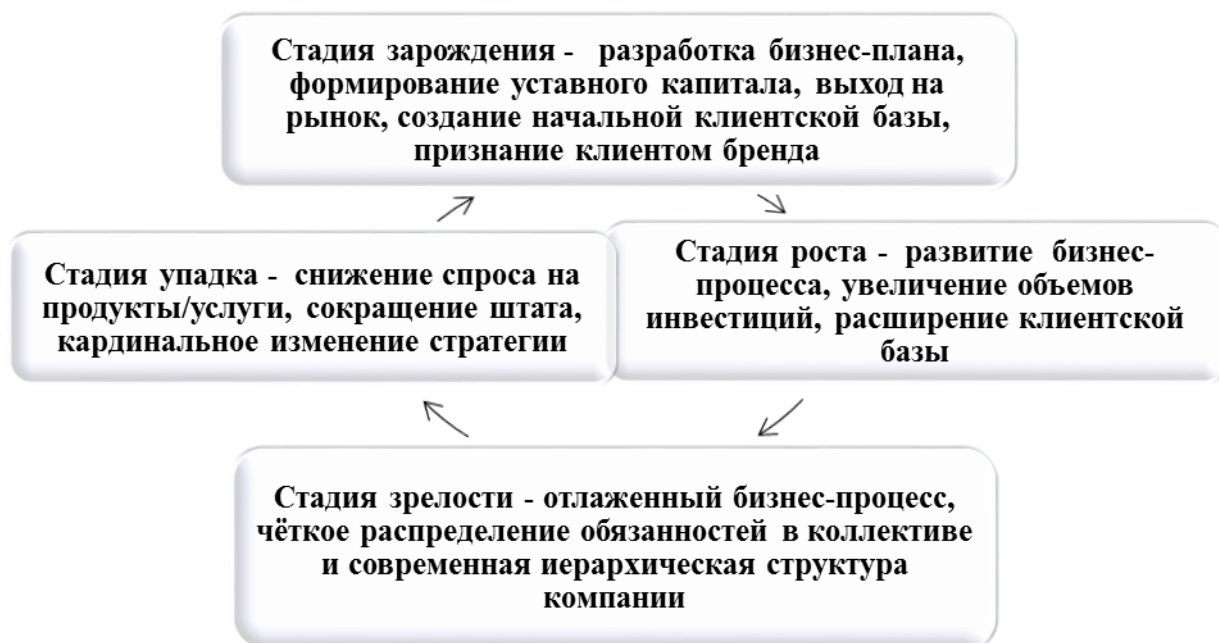 Стадия зарождения - разработка бизнес-плана,
формирование уставного капитала, выход на
рынок, создание начальной клиентской базы,
признание клиентом бренда
Стадия роста - развитие бизнес-
процесса, увеличение объемов
инвестиций, расширение клиентской
базы
Стадия зрелости - отлаженный бизнес-процесс,
чёткое распределение обязанностей в коллективе
и современная иерархическая структура
компании
Стадия упадка - снижение спроса на
продукты/услуги, сокращение штата,
кардинальное изменение стратегии